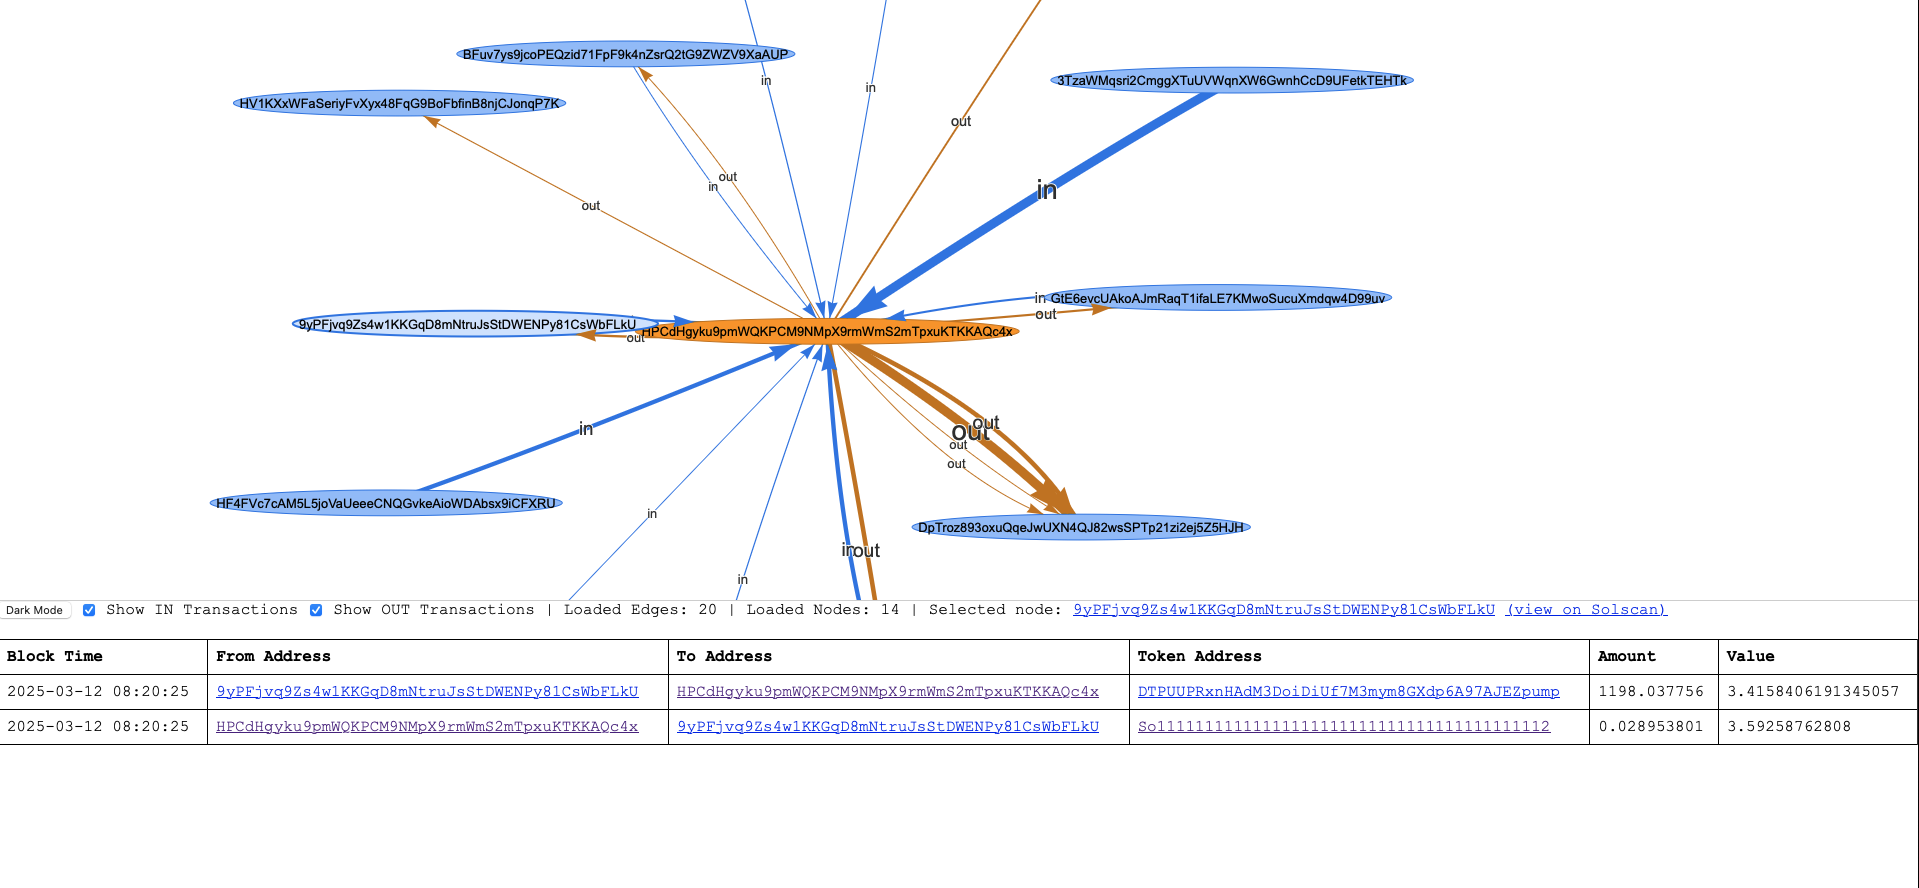 in
in
BFuv7ys9jcoPEQzid71FpF9k4nZsrQ2tG9ZWZV9XaAUP
3TzaWMqsri2CmggXTuUVWqnXW6GwnhCcD9UFetkTEHTk
HV1KXxWFaSeriyFvXyx48FqG9BoFbfinB8njCJonqP7K
out
out
in
in
out
in
GtE6evcUAkoAJmRaqT1ifaLE7KMwoSucuXmdqw4D99uv
out
9yPFjvq9Zs4w1KKGqD8mNtruJsStDWENPy81CsWbFLkU
HPCdHgyku9pmWQKPCM9NMpX9rmWmS2mTpxuKTKKAQc4x
out
out
out
in
out
out
HF4FVc7cAM5L5joVaUeeeCNQGvkeAioWDAbsx9iCFXRU
in
DpTroz893oxuQqeJwUXN4QJ82wsSPTp21zi2ej5Z5HJH
in
out
in
Dark Mode Show IN Transactions Show OUT Transactions | Loaded Edges: 20 | Loaded Nodes: 14 | Selected node: 9yPFjvq9Zs4w1KKGqD8mNtruJsStDWENPy81CsWbFLkU (view on Solscan)
Block Time From Address To Address Token Address Amount Value
2025-03-12 08:20:25 9yPFjvq9Zs4w1KKGqD8mNtruJsStDWENPy81CsWbFLkU HPCdHgyku9pmWQKPCM9NMpX9rmWmS2mTpxuKTKKAQc4x DTPUUPRxnHAdM3DoiDiUf7M3mym8GXdp6A97AJEZpump 1198.037756 3.4158406191345057
2025-03-12 08:20:25 HPCdHgyku9pmWQKPCM9NMpX9rmWmS2mTpxuKTKKAQc4x 9yPFjvq9Zs4w1KKGqD8mNtruJsStDWENPy81CsWbFLkU So11111111111111111111111111111111111111112 0.028953801 3.59258762808